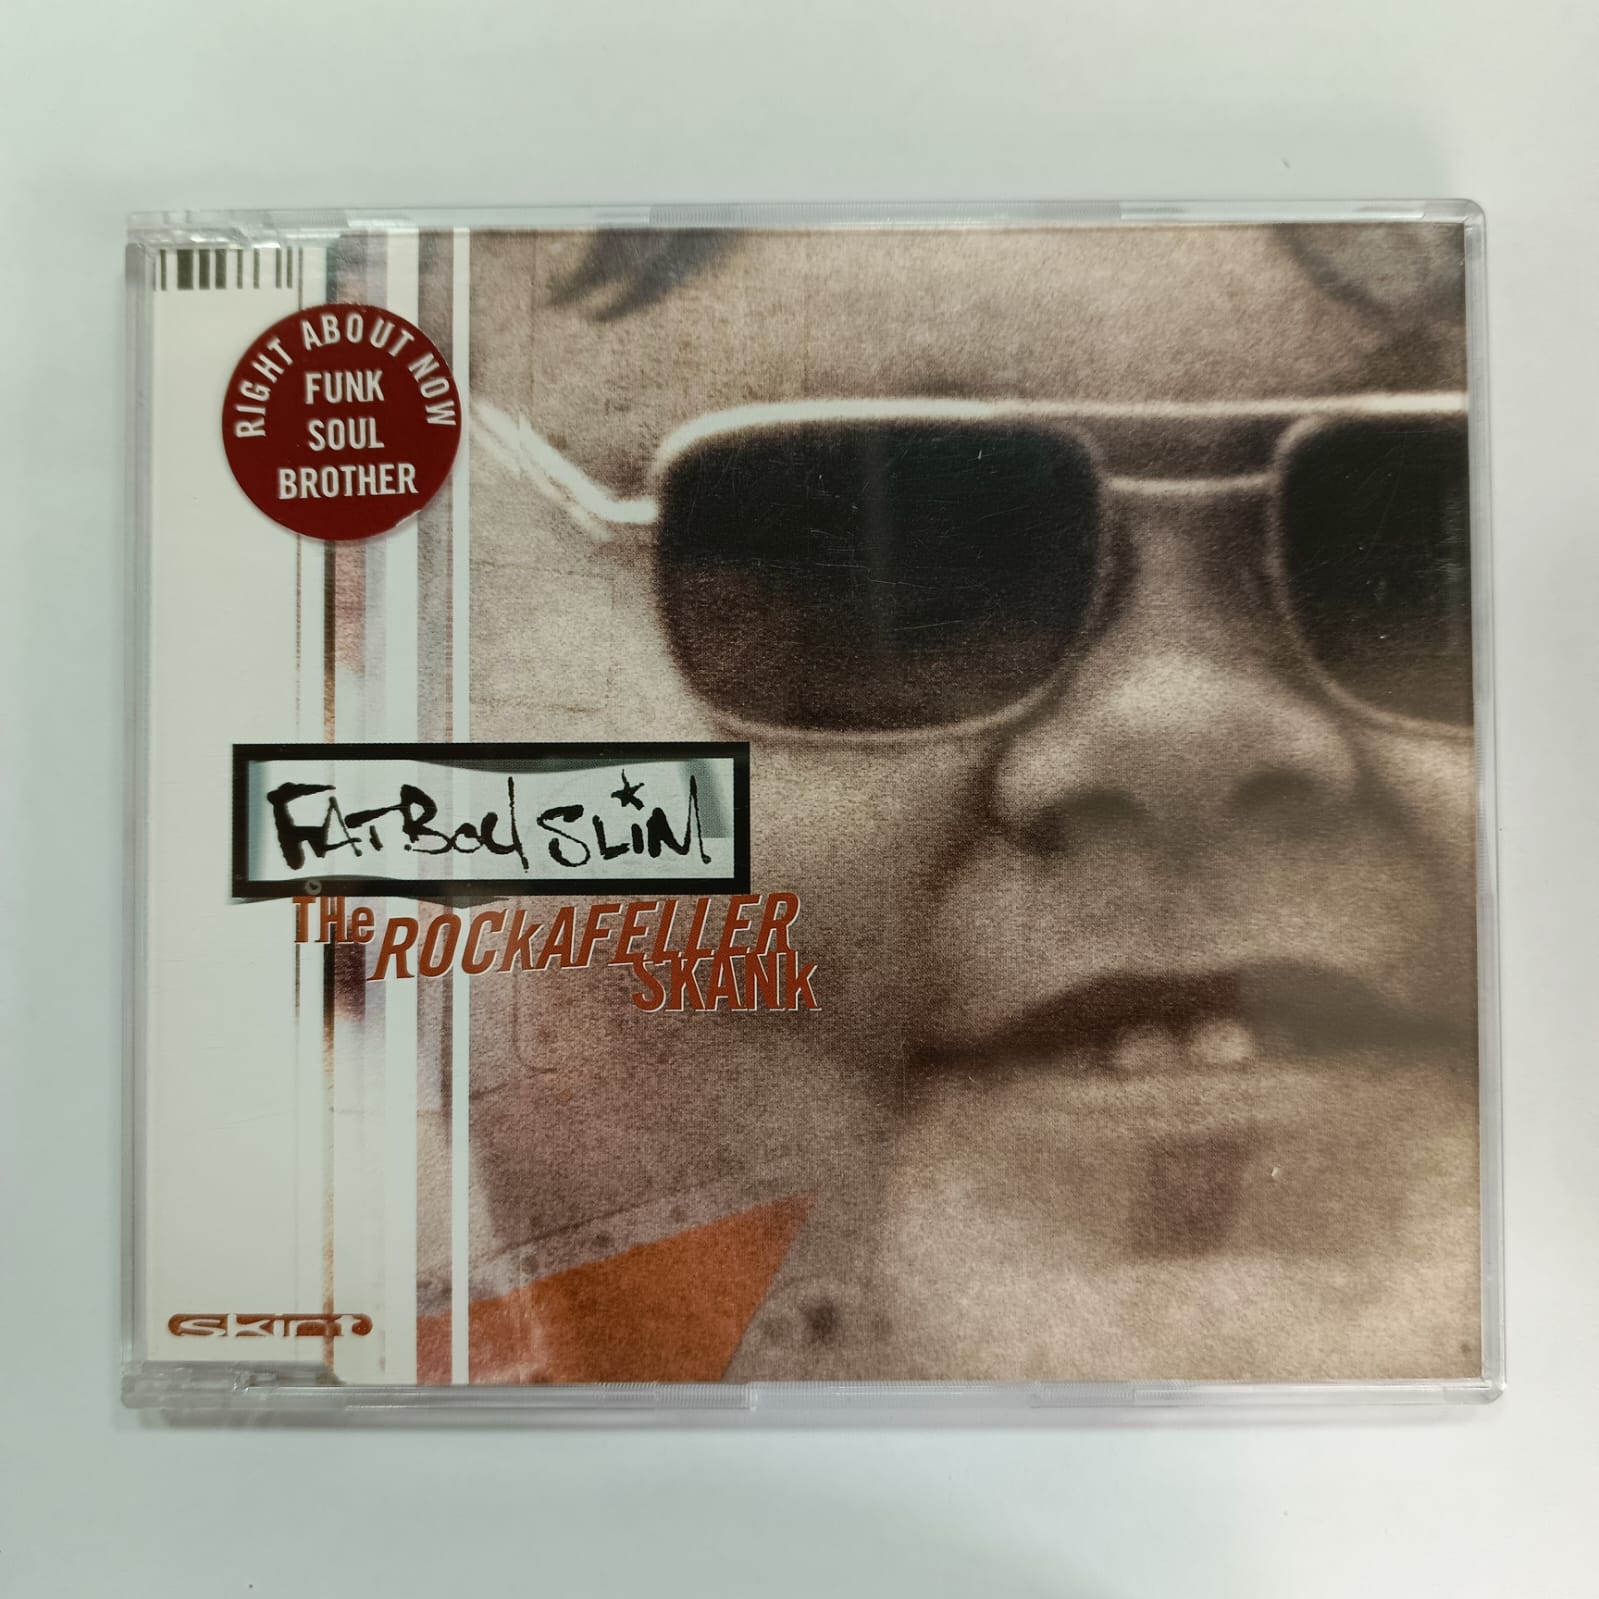 RIGHT ABOUT NOW
FUNK
SOUL
BROTHER
FATBOY SLIM
THe ROCkAFELLER
SKANk
skint